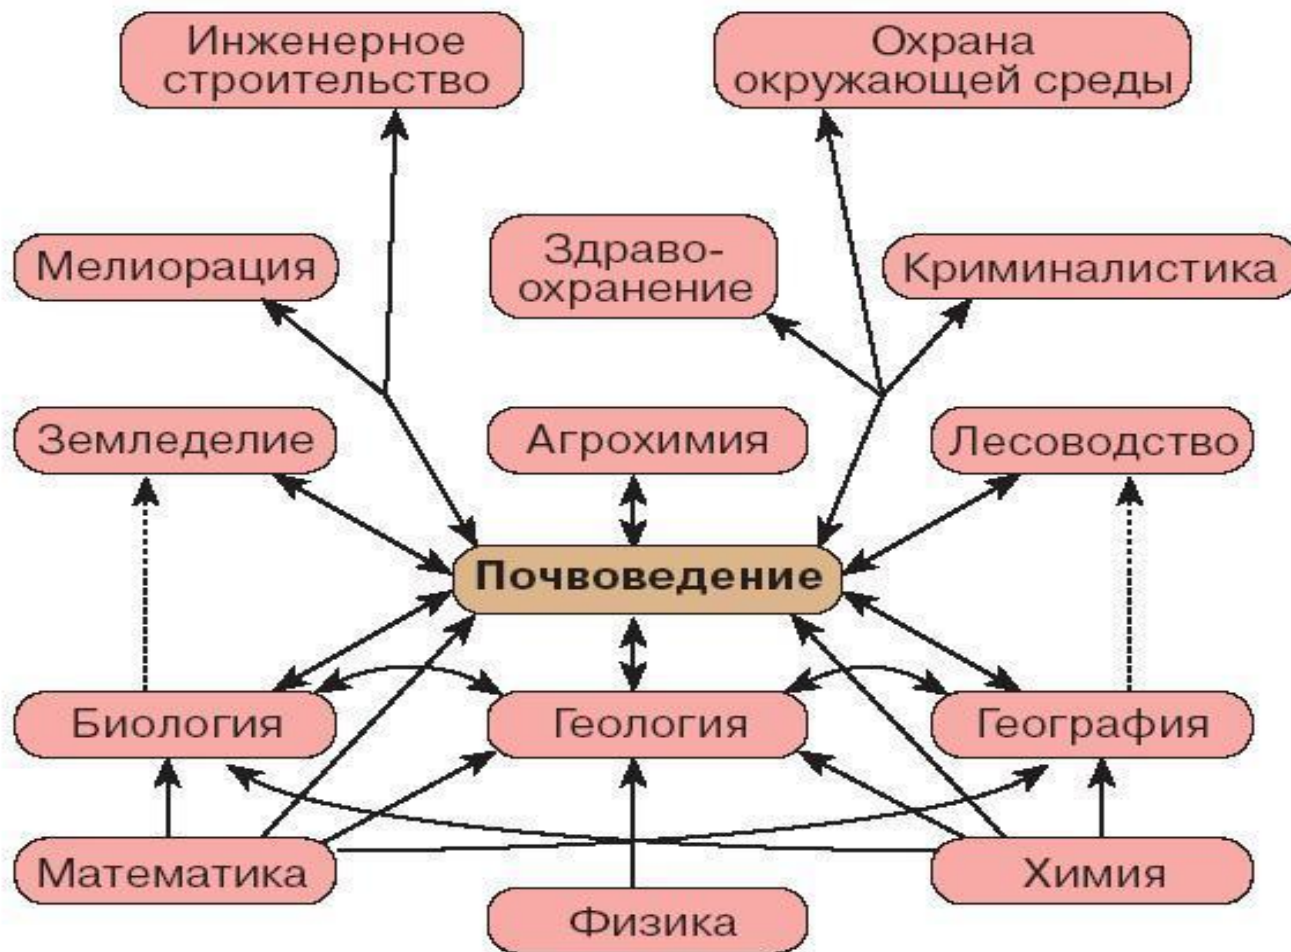 Инженерное
строительство
Охрана
окружающей среды
Мелиорация
Здраво-
охранение
Криминалистика
Земледелие
Агрохимия
Лесоводство
Почвоведение
Биология
Геология
География
Математика
Физика
Химия